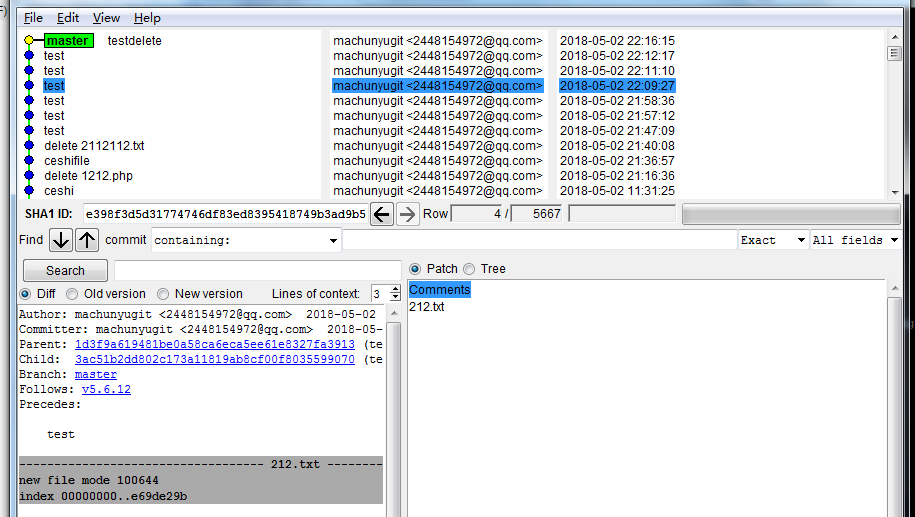 File Edit View Help
master testdelete machunyugit <2448154972@qq.com> 2018-05-02 22:16:15
test machunyugit <2448154972@qq.com> 2018-05-02 22:12:17
test machunyugit <2448154972@qq.com> 2018-05-02 22:11:10
test machunyugit <2448154972@qq.com> 2018-05-02 22:09:27
test machunyugit <2448154972@qq.com> 2018-05-02 21:58:36
test machunyugit <2448154972@qq.com> 2018-05-02 21:57:12
test machunyugit <2448154972@qq.com> 2018-05-02 21:47:09
delete 2112112.txt machunyugit <2448154972@qq.com> 2018-05-02 21:40:08
ceshifile machunyugit <2448154972@qq.com> 2018-05-02 21:36:57
delete 1212.php machunyugit <2448154972@qq.com> 2018-05-02 21:16:36
ceshi machunyugit <2448154972@qq.com> 2018-05-02 11:31:25
SHA1 ID: e398f3d5d31774746df83ed8395418749b3ad9b5 Row 4 / 5667
Find commit containing: Exact All fields
Search
Patch Tree
Diff Old version New version Lines of context: 3
Comments
212.txt
Author: machunyugit <2448154972@qq.com> 2018-05-02
Committer: machunyugit <2448154972@qq.com> 2018-05-
Parent: 1d3f9a619481be0a58ca6eca5ee61e8327fa3913 (te
Child: 3ac51b2dd802c173a11819ab8cf00f8035599070 (te
Branch: master
Follows: v5.6.12
Precedes:
test
----------------------------------- 212.txt --------
new file mode 100644
index 00000000..e69de29b